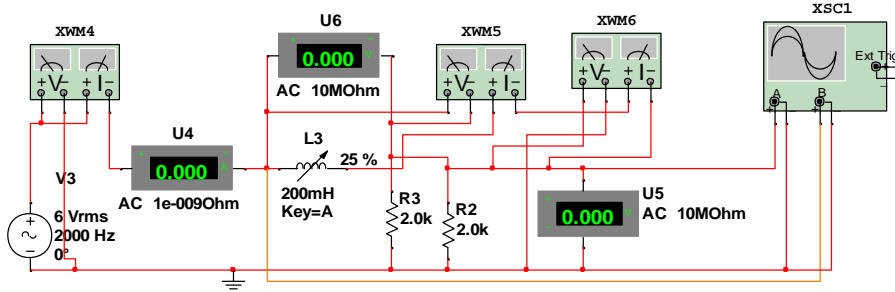 XWM4
U6
XWM5
XWM6
XSC1
+ V − + I −
0.000
AC 10MOhm
+ V − + I −
+ V − + I −
Ext Trig
A
B
U4
0.000
AC 1e-009Ohm
L3
25 %
200mH
Key=A
V3
6 Vrms
2000 Hz
0°
R3
2.0k
R2
2.0k
U5
0.000
AC 10MOhm